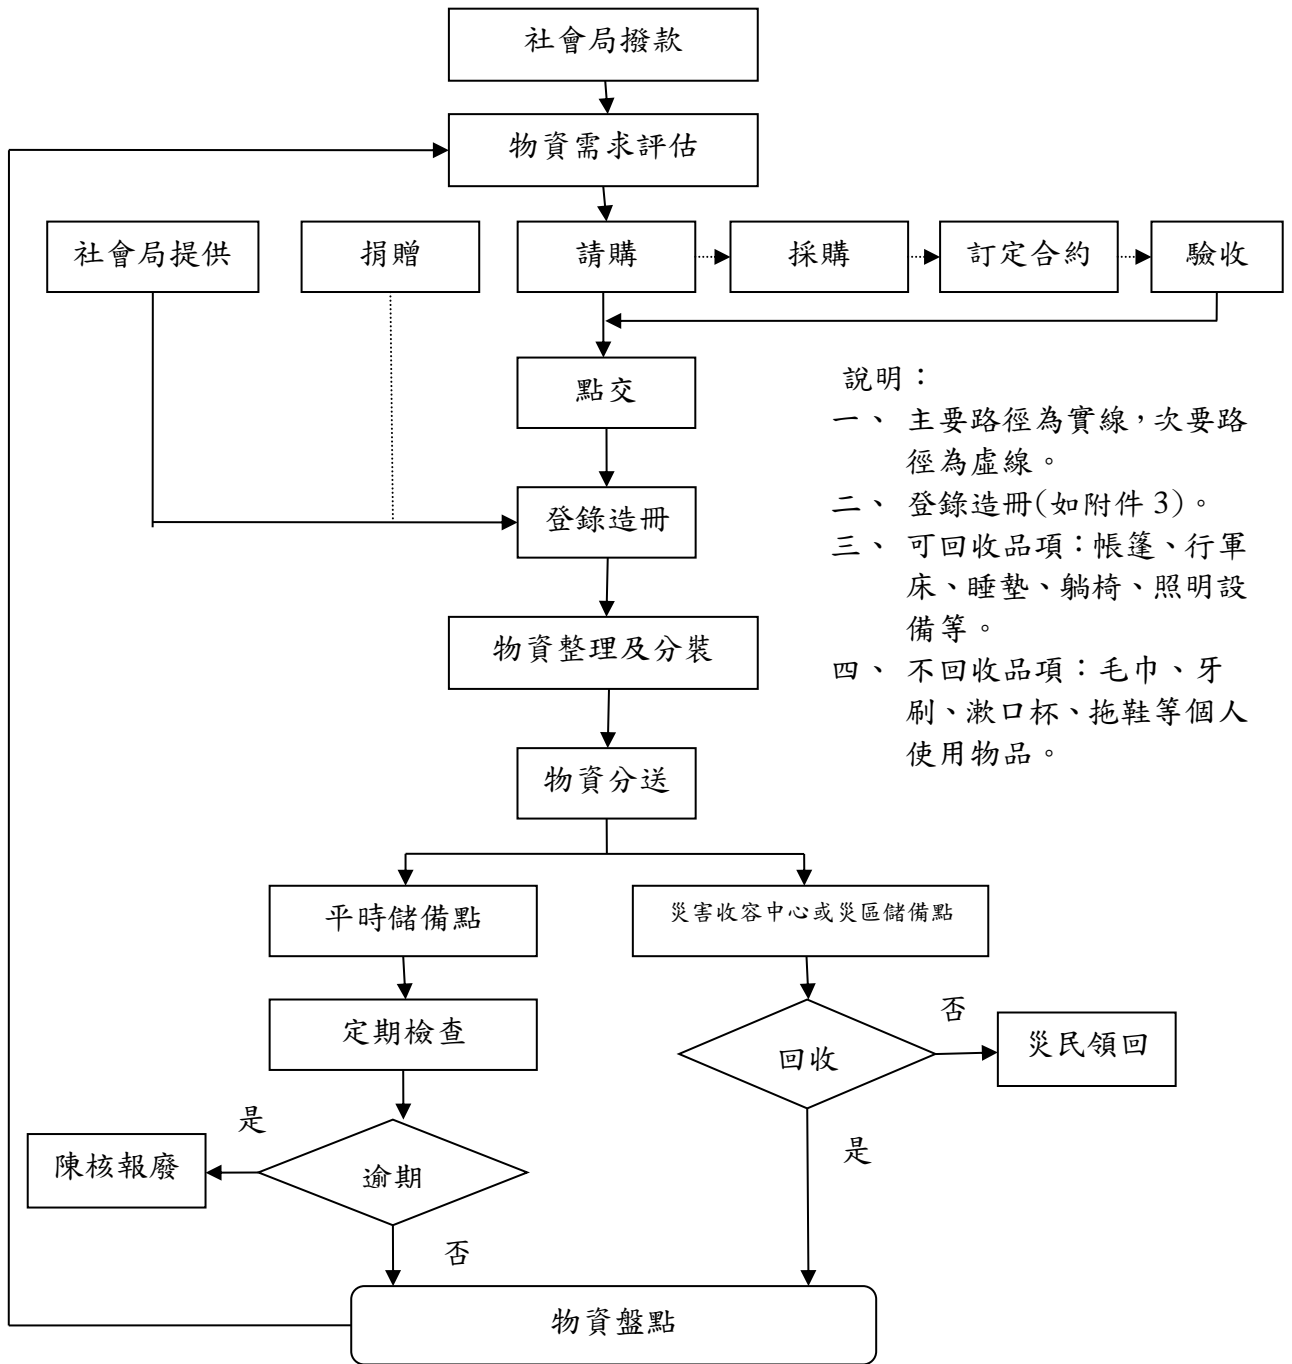 社會局撥款
物資需求評估
社會局提供
捐贈
請購
採購
訂定合約
驗收
點交
說明：
一、 主要路徑為實線，次要路
徑為虛線。
二、 登錄造冊(如附件 3)。
三、 可回收品項：帳篷、行軍
床、睡墊、躺椅、照明設
備等。
四、 不回收品項：毛巾、牙
刷、漱口杯、拖鞋等個人
使用物品。
登錄造冊
物資整理及分裝
物資分送
平時儲備點
災害收容中心或災區儲備點
定期檢查
回收
否
災民領回
是
陳核報廢
逾期
是
否
物資盤點